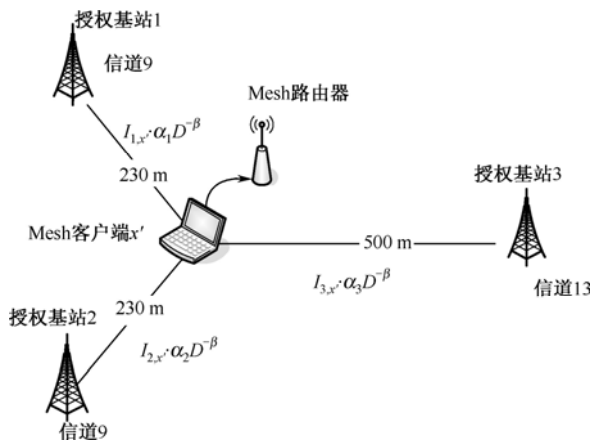 授权基站1
信道9
Mesh路由器
I1,x′·α1D−β
230 m
授权基站3
Mesh客户端x′
500 m
I3,x′·α3D−β
信道13
230 m
授权基站2
I2,x′·α2D−β
信道9